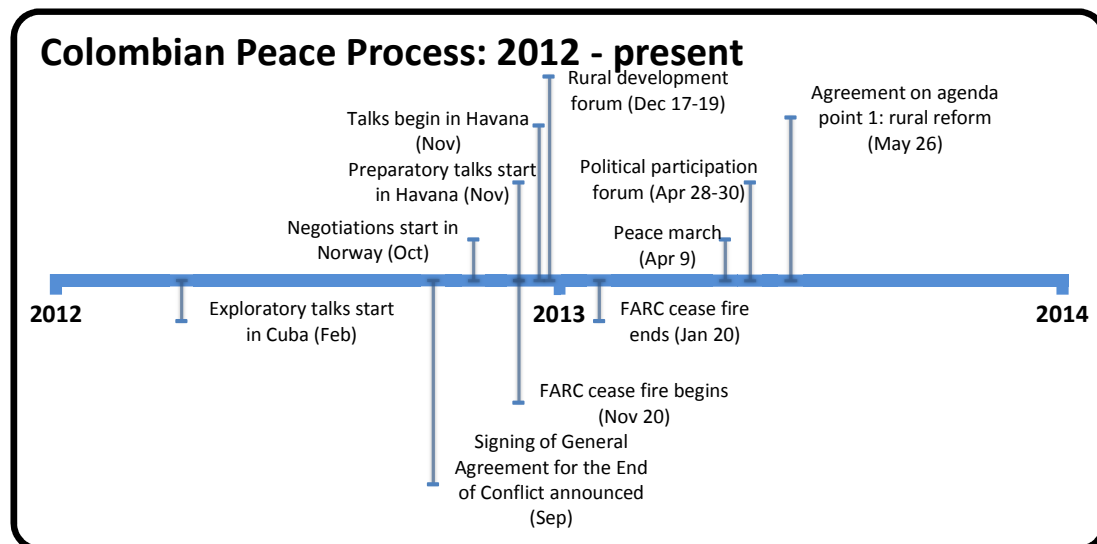 Colombian Peace Process: 2012 - present
Rural development
forum (Dec 17-19)
Agreement on agenda
point 1: rural reform
(May 26)
Talks begin in Havana
(Nov)
Preparatory talks start
in Havana (Nov)
Political participation
forum (Apr 28-30)
Negotiations start in
Norway (Oct)
Peace march
(Apr 9)
2012
2013
2014
Exploratory talks start
in Cuba (Feb)
FARC cease fire
ends (Jan 20)
FARC cease fire begins
(Nov 20)
Signing of General
Agreement for the End
of Conflict announced
(Sep)